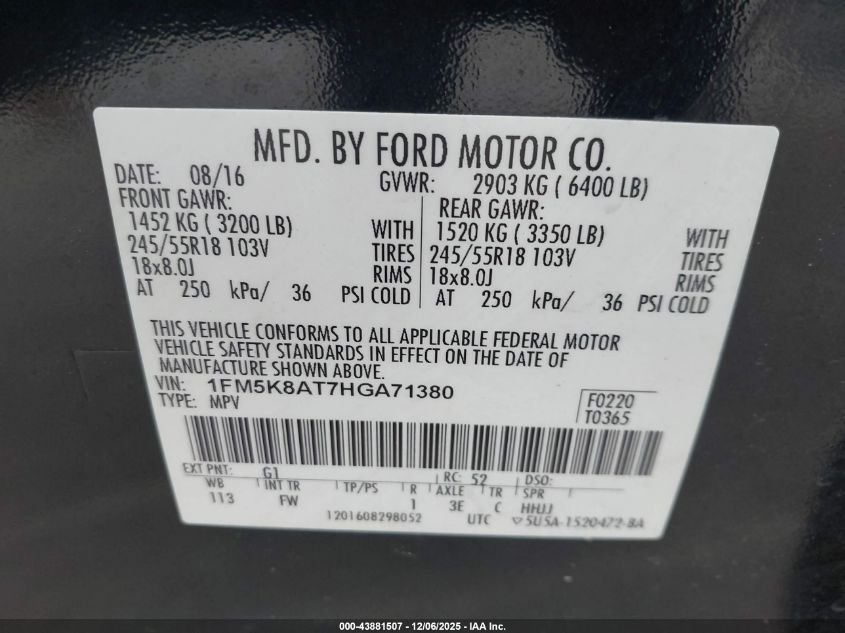 MFD. BY FORD MOTOR CO.
DATE: 08/16 GVWR: 2903 KG ( 6400 LB)
FRONT GAWR: REAR GAWR:
1452 KG ( 3200 LB) WITH 1520 KG ( 3350 LB) WITH
245/55R18 103V TIRES 245/55R18 103V TIRES
18x8.0J RIMS 18x8.0J RIMS
AT 250 kPa/ 36 PSI COLD AT 250 kPa/ 36 PSI COLD
THIS VEHICLE CONFORMS TO ALL APPLICABLE FEDERAL MOTOR
VEHICLE SAFETY STANDARDS IN EFFECT ON THE DATE OF
MANUFACTURE SHOWN ABOVE.
VIN: 1FM5K8AT7HGA71380 F0220
TYPE: MPV T0365
EXT PNT: G1 RC: 52 DSO:
WB INT TR TP/PS R AXLE TR SPR
113 FW 1 3E C HHJJ
1201608298052 UTC ▽5U5A-1520472-BA
000-43881507 - 12/06/2025 - IAA Inc.